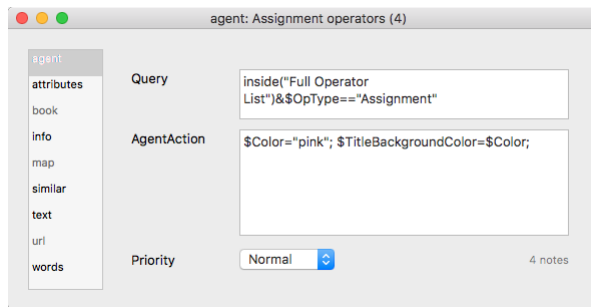 agent: Assignment operators (4)
agent
attributes
book
info
map
similar
text
url
words
Query
inside("Full Operator
List")&$OpType=="Assignment"
AgentAction
$Color="pink"; $TitleBackgroundColor=$Color;
Priority
Normal
4 notes